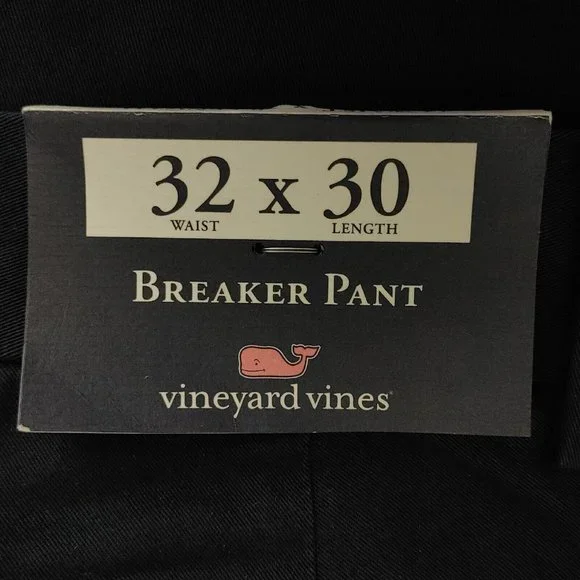 32 x 30
WAIST LENGTH
BREAKER PANT
vineyard vines®